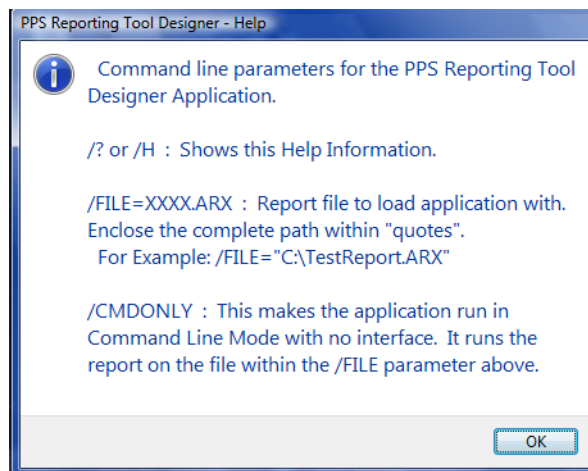 PPS Reporting Tool Designer - Help
Command line parameters for the PPS Reporting Tool
Designer Application.
/? or /H : Shows this Help Information.
/FILE=XXXX.ARX : Report file to load application with.
Enclose the complete path within "quotes".
For Example: /FILE="C:\TestReport.ARX"
/CMDONLY : This makes the application run in
Command Line Mode with no interface. It runs the
report on the file within the /FILE parameter above.
OK